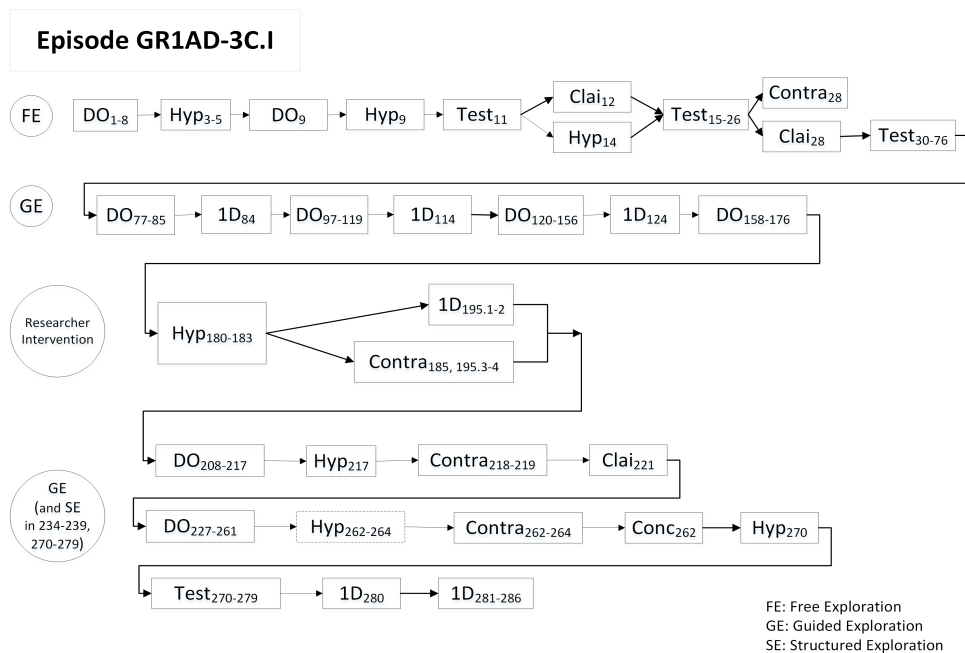 Episode GR1AD-3C.I
FE
DO1-8
Hyp3-5
DO9
Hyp9
Test11
Clai12
Hyp14
Test15-26
Contra28
Clai28
Test30-76
GE
DO77-85
1D84
DO97-119
1D114
DO120-156
1D124
DO158-176
Researcher
Intervention
Hyp180-183
1D195.1-2
Contra185, 195.3-4
GE
(and SE
in 234-239,
270-279)
DO208-217
Hyp217
Contra218-219
Clai221
DO227-261
Hyp262-264
Contra262-264
Conc262
Hyp270
Test270-279
1D280
1D281-286
FE: Free Exploration
GE: Guided Exploration
SE: Structured Exploration